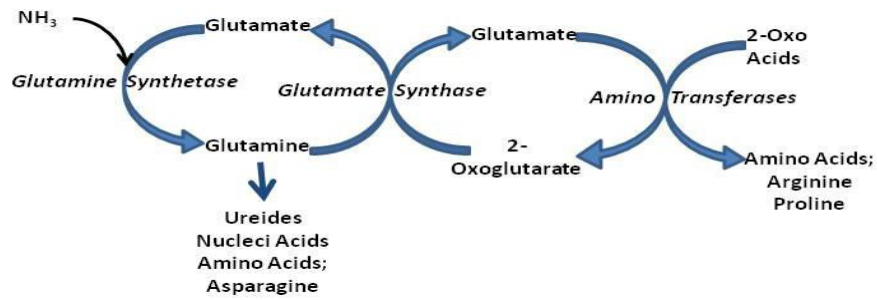 NH3
Glutamate
Glutamate
2-Oxo
Acids
Glutamine Synthetase
Glutamate Synthase
Amino Transferases
Glutamine
2-
Oxoglutarate
Amino Acids;
Arginine
Proline
Ureides
Nucleci Acids
Amino Acids;
Asparagine